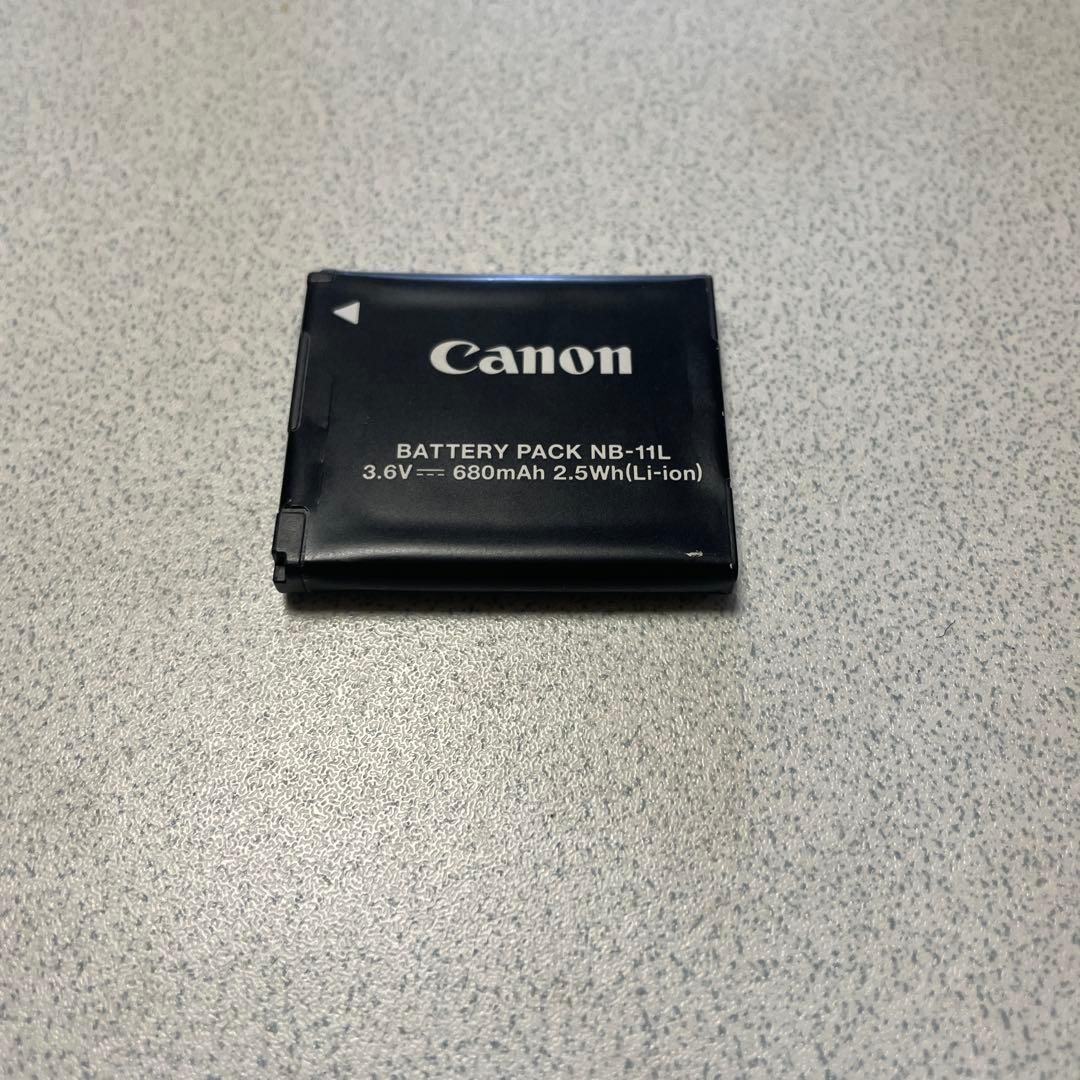 Canon
BATTERY PACK NB-11L
3.6V⎓680mAh 2.5Wh(Li-ion)